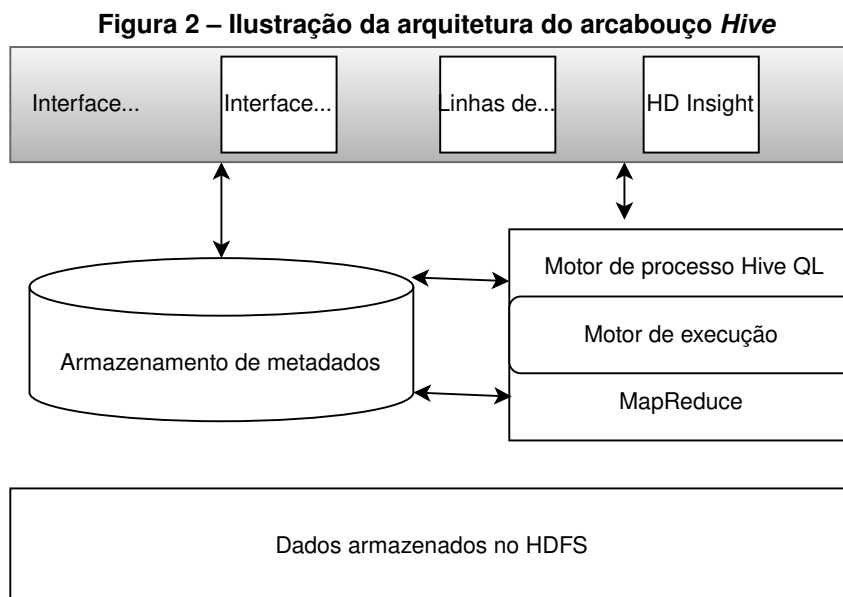 Figura 2 – Ilustração da arquitetura do arcabouço Hive
Interface...
Interface...
Linhas de...
HD Insight
Motor de processo Hive QL
Motor de execução
Armazenamento de metadados
MapReduce
Dados armazenados no HDFS